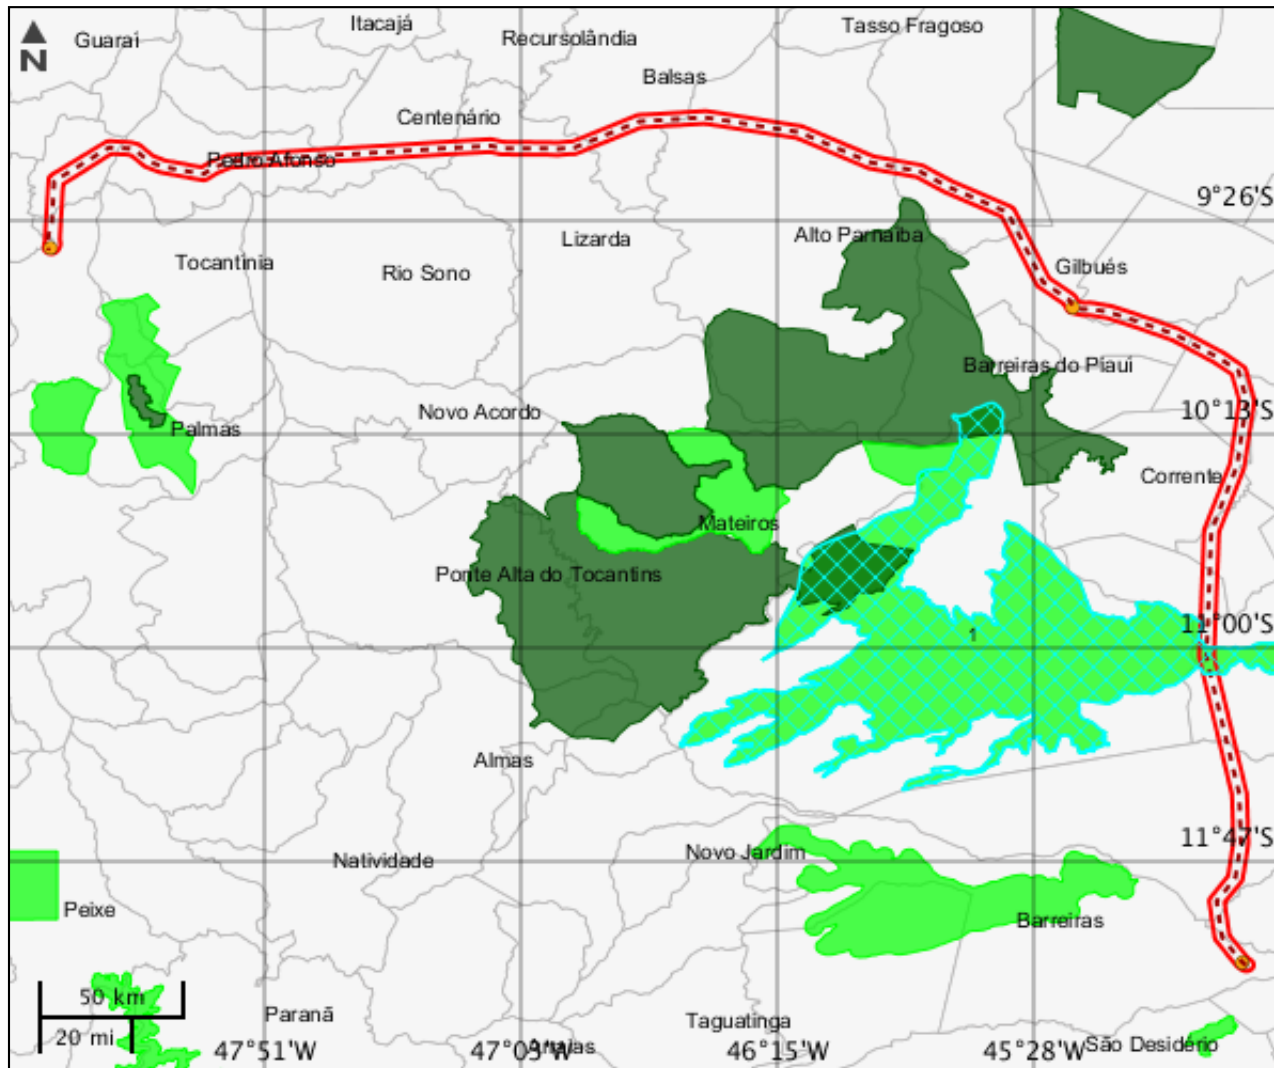 Itacajá
Tasso Fragoso
Guaraí
Recursolândia
N
Balsas
Centenário
Pedro Afonso
9°26'S
Lizarda
Alto Parnaíba
Tocantínia
Rio Sono
Gilbués
Barreiras do Piauí
Novo Acordo
10°13'S
Palmas
Corrente
Mateiros
Ponte Alta do Tocantins
11°00'S
1
Almas
11°47'S
Novo Jardim
Natividade
Peixe
Barreiras
50 km
Paranã
Taguatinga
20 mi
47°51'W
47°03'W
46°15'W
45°28'W
São Desidério